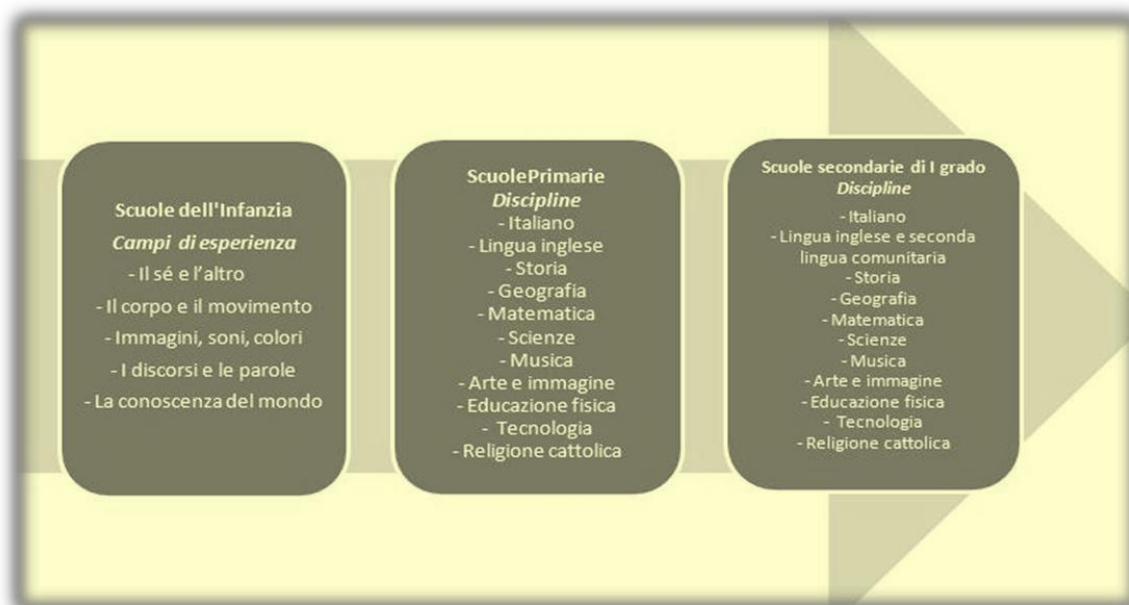 Scuole dell'Infanzia
Campi di esperienza
- Il sé e l'altro
- Il corpo e il movimento
- Immagini, soni, colori
- I discorsi e le parole
- La conoscenza del mondo
ScuolePrimarie
Discipline
- Italiano
- Lingua inglese
- Storia
- Geografia
- Matematica
- Scienze
- Musica
- Arte e immagine
- Educazione fisica
- Tecnologia
- Religione cattolica
Scuole secondarie di I grado
Discipline
- Italiano
- Lingua inglese e seconda
lingua comunitaria
- Storia
- Geografia
- Matematica
- Scienze
- Musica
- Arte e immagine
- Educazione fisica
- Tecnologia
- Religione cattolica